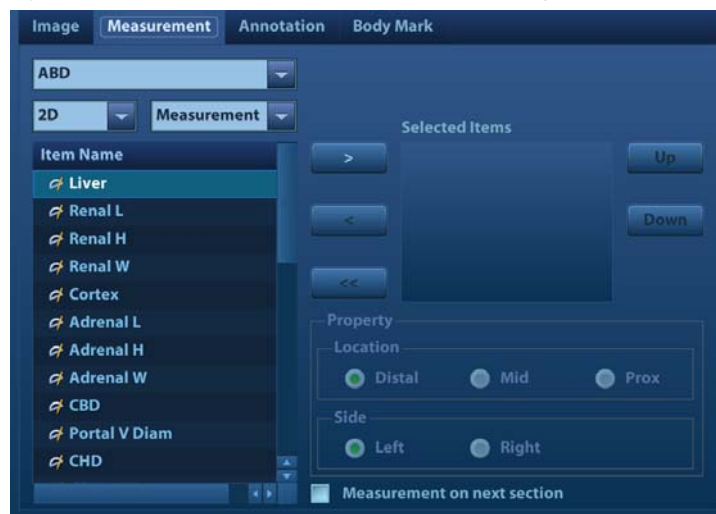 Image Measurement Annotation Body Mark
ABD
2D Measurement
Selected Items
Item Name
Liver
Renal L
Renal H
Renal W
Cortex
Adrenal L
Adrenal H
Adrenal W
CBD
Portal V Diam
CHD
>
<
<<
Up
Down
Property
Location
Distal Mid Prox
Side
Left Right
Measurement on next section